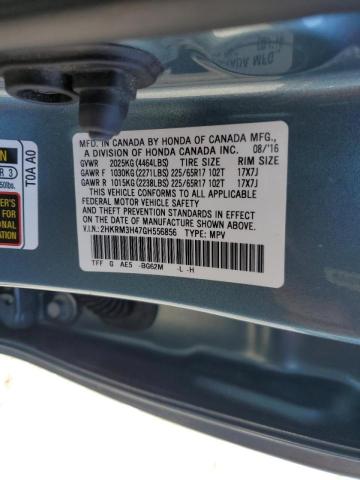 MFD. IN CANADA BY HONDA OF CANADA MFG.,
A DIVISION OF HONDA CANADA INC. 08/'16
GVWR 2025KG (4464LBS) TIRE SIZE RIM SIZE
GAWR F 1030KG (2271LBS) 225/65R17 102T 17X7J
GAWR R 1015KG (2238LBS) 225/65R17 102T 17X7J
THIS VEHICLE CONFORMS TO ALL APPLICABLE
FEDERAL MOTOR VEHICLE SAFETY
AND THEFT PREVENTION STANDARDS IN EFFECT
ON THE DATE OF MANUFACTURE SHOWN ABOVE.
V.I.N.: 2HKRM3H47GH556856 TYPE: MPV
TFF G AE5 -BG62M -L -H
TOA A0
R 3
50lbs.